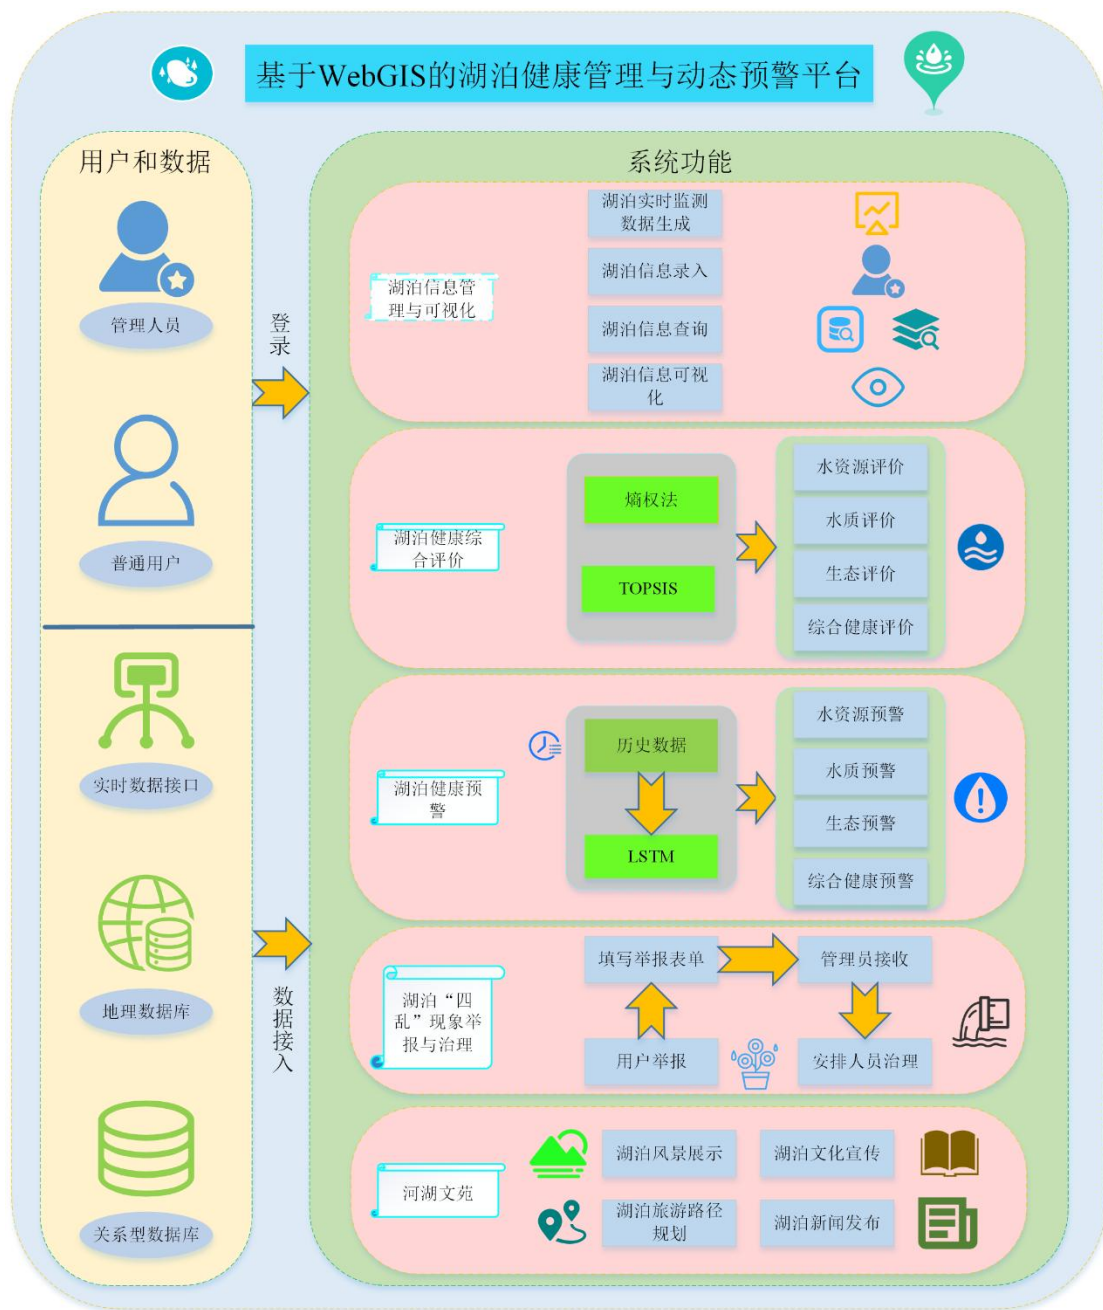 基于WebGIS的湖泊健康管理与动态预警平台
用户和数据
管理人员
普通用户
实时数据接口
地理数据库
关系型数据库
登录
数据接入
系统功能
湖泊信息管
理与可视化
湖泊实时监测
数据生成
湖泊信息录入
湖泊信息查询
湖泊信息可视
化
湖泊健康综
合评价
熵权法
TOPSIS
水资源评价
水质评价
生态评价
综合健康评价
湖泊健康预
警
历史数据
LSTM
水资源预警
水质预警
生态预警
综合健康预警
湖泊“四
乱”现象举
报与治理
填写举报表单
管理员接收
用户举报
安排人员治理
河湖文苑
湖泊风景展示
湖泊文化宣传
湖泊旅游路径
规划
湖泊新闻发布